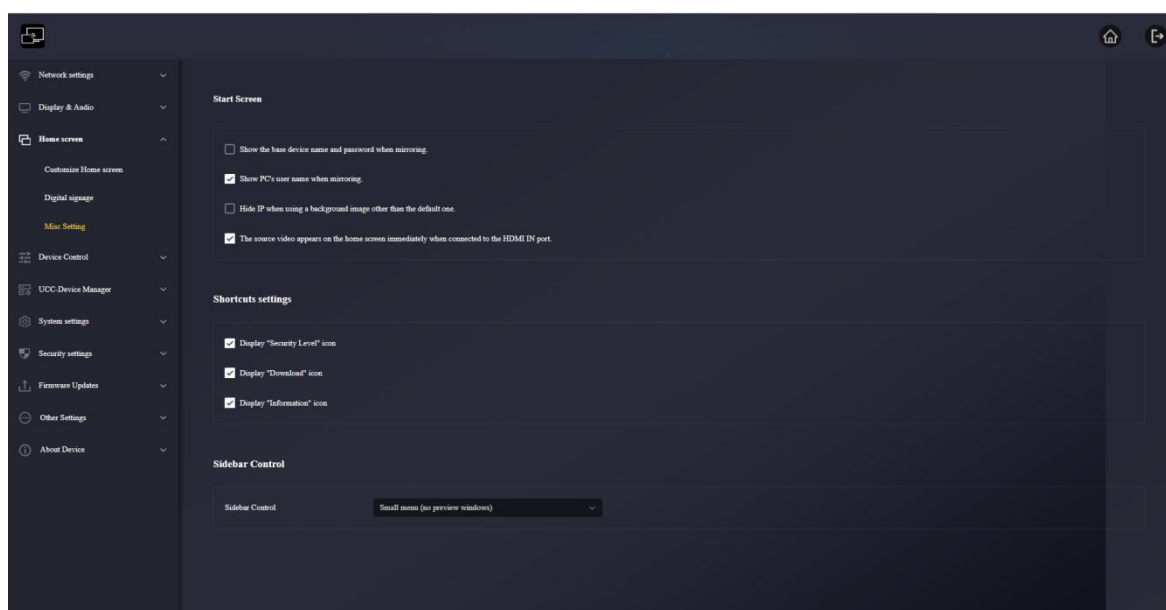 Network settings
Display & Audio
Home screen
Customize Home screen
Digital signage
Misc Setting
Device Control
UCC-Device Manager
System settings
Security settings
Firmware Updates
Other Settings
About Device
Start Screen
Show the base device name and password when mirroring.
Show PC's user name when mirroring.
Hide IP when using a background image other than the default one.
The source video appears on the home screen immediately when connected to the HDMI IN port.
Shortcuts settings
Display "Security Level" icon
Display "Download" icon
Display "Information" icon
Sidebar Control
Sidebar Control
Small menu (no preview windows)